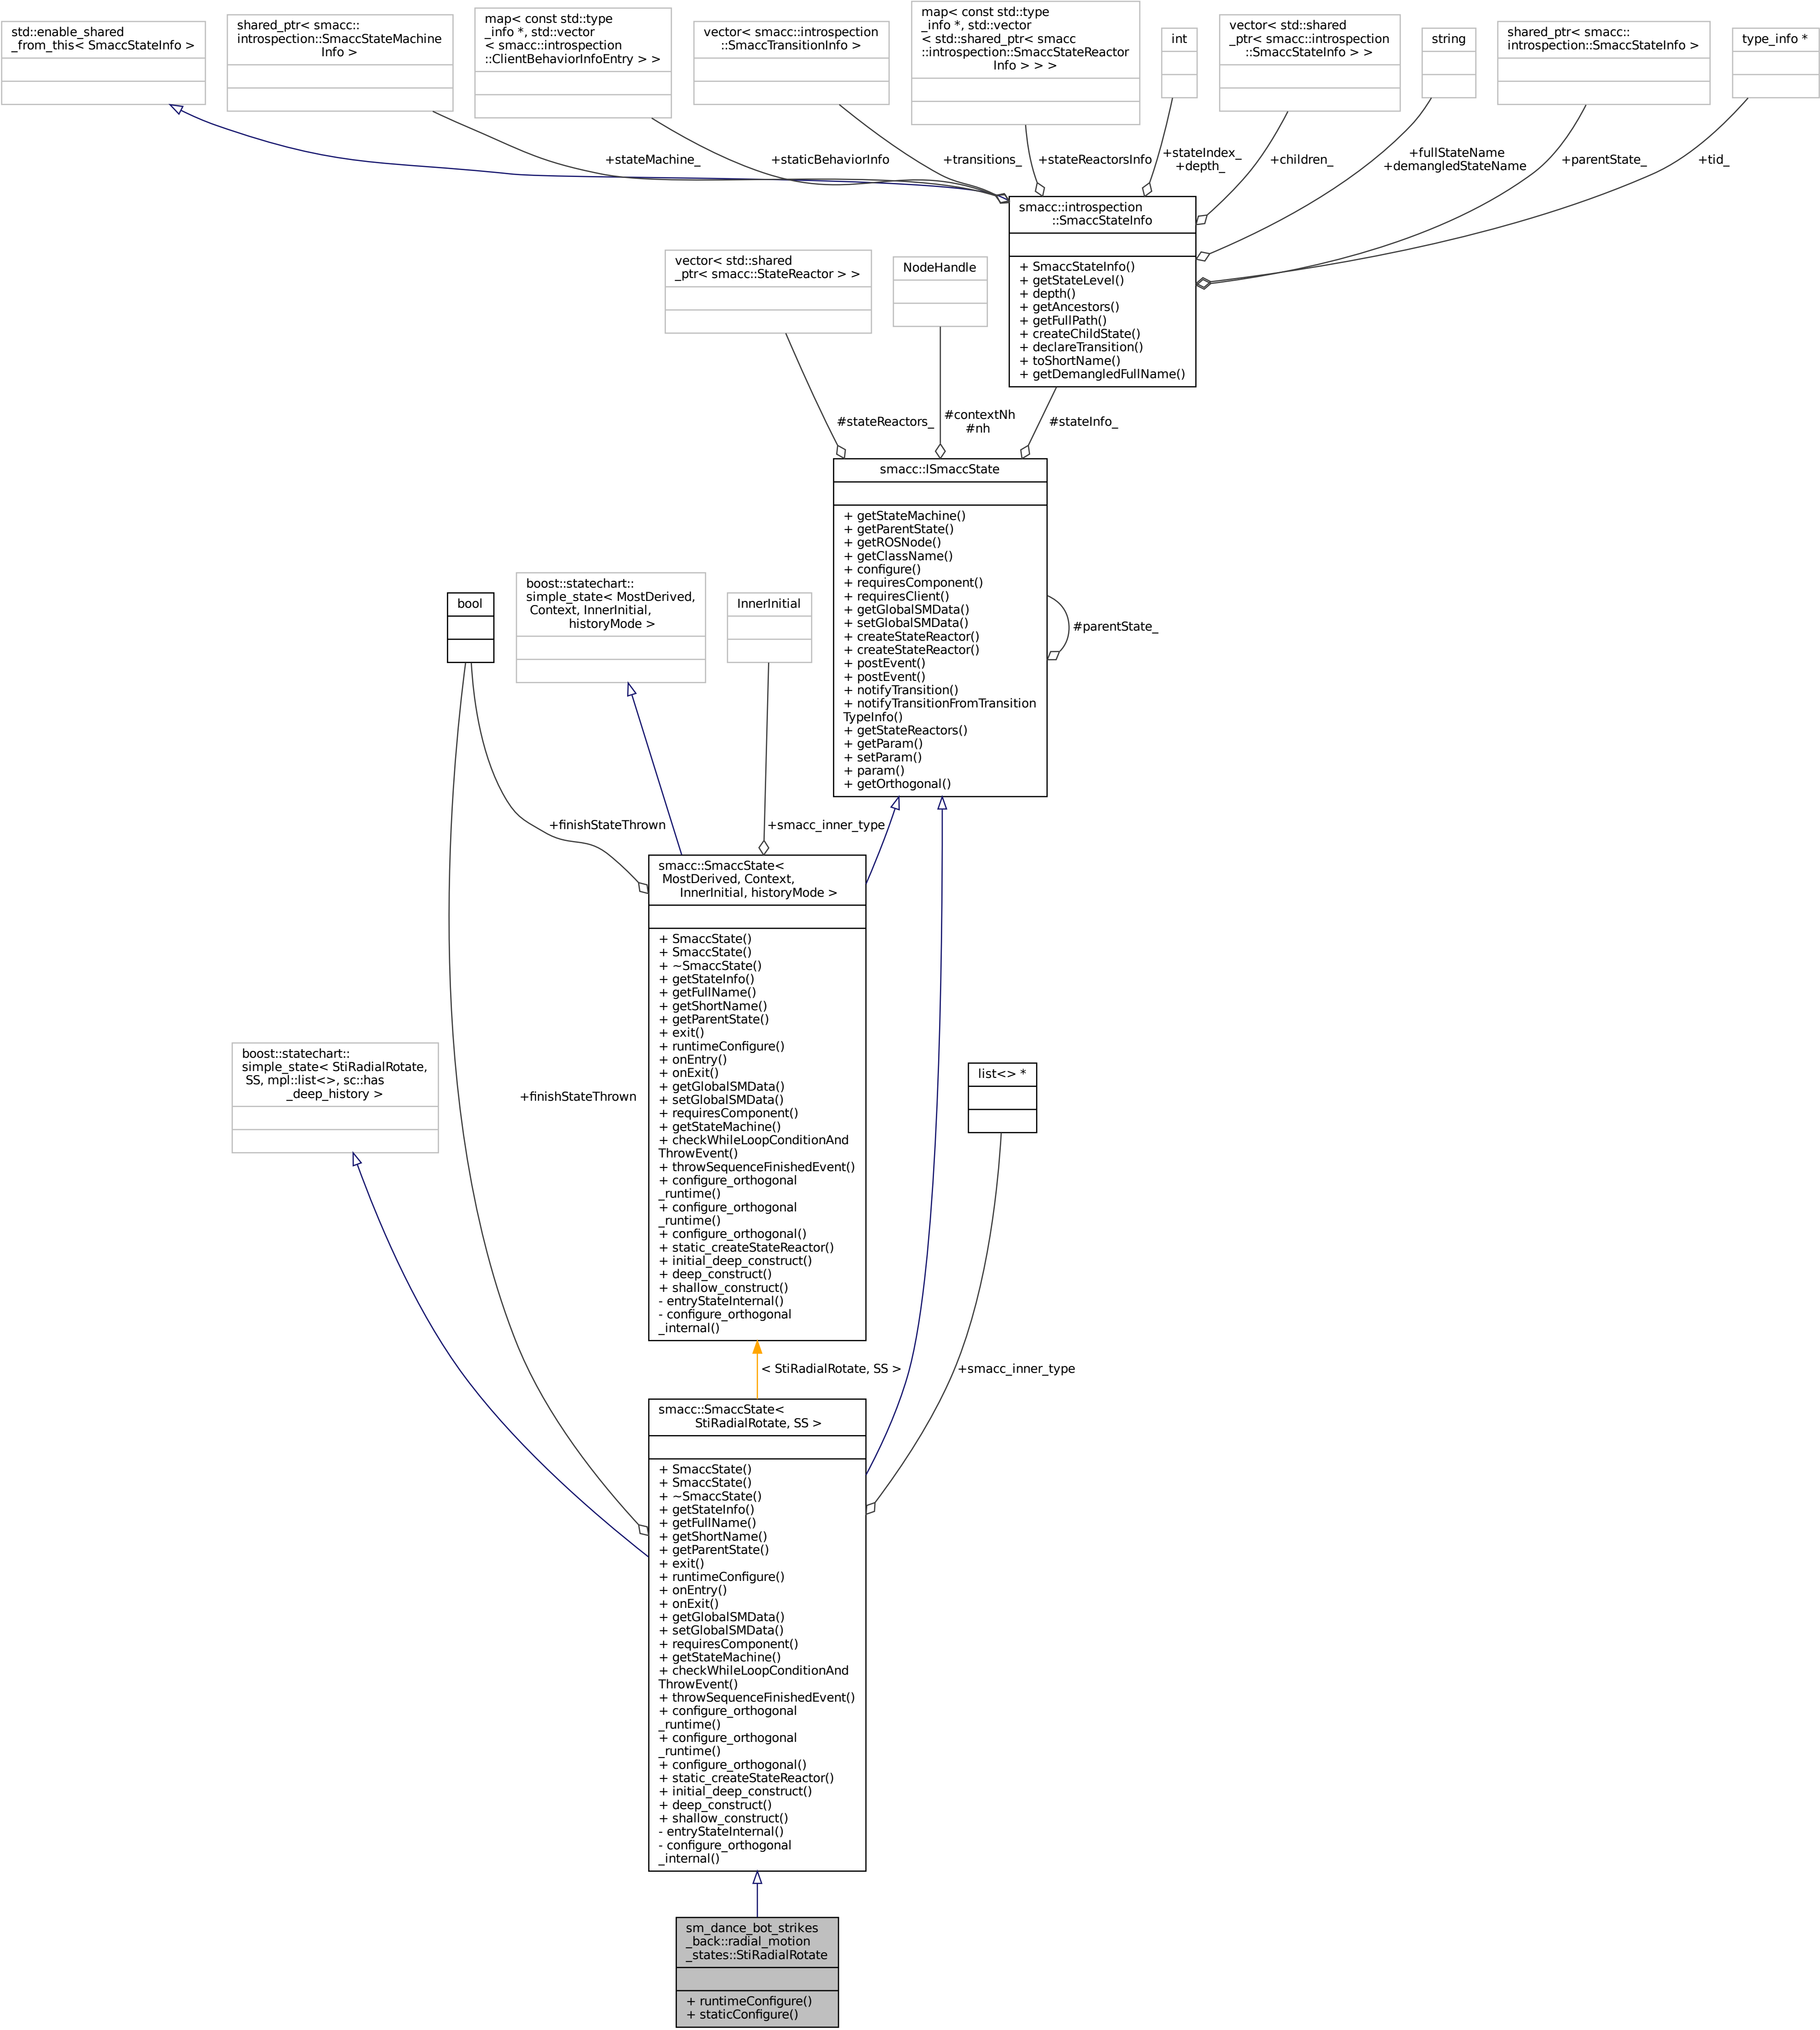 std::enable_shared
_from_this< SmaccStateInfo >
shared_ptr< smacc::
introspection::SmaccStateMachine
Info >
map< const std::type
_info *, std::vector
< smacc::introspection
::ClientBehaviorInfoEntry > >
vector< smacc::introspection
::SmaccTransitionInfo >
map< const std::type
_info *, std::vector
< std::shared_ptr< smacc
::introspection::SmaccStateReactor
Info > > >
int
vector< std::shared
_ptr< smacc::introspection
::SmaccStateInfo > >
string
shared_ptr< smacc::
introspection::SmaccStateInfo >
type_info *
+stateMachine_
+staticBehaviorInfo
+transitions_
+stateReactorsInfo
+stateIndex_
+depth_
+children_
+fullStateName
+demangledStateName
+parentState_
+tid_
smacc::introspection
::SmaccStateInfo
+ SmaccStateInfo()
+ getStateLevel()
+ depth()
+ getAncestors()
+ getFullPath()
+ createChildState()
+ declareTransition()
+ toShortName()
+ getDemangledFullName()
vector< std::shared
_ptr< smacc::StateReactor > >
NodeHandle
#stateReactors_
#contextNh
#nh
#stateInfo_
smacc::ISmaccState
+ getStateMachine()
+ getParentState()
+ getROSNode()
+ getClassName()
+ configure()
+ requiresComponent()
+ requiresClient()
+ getGlobalSMData()
+ setGlobalSMData()
+ createStateReactor()
+ createStateReactor()
+ postEvent()
+ postEvent()
+ notifyTransition()
+ notifyTransitionFromTransition
TypeInfo()
+ getStateReactors()
+ getParam()
+ setParam()
+ param()
+ getOrthogonal()
#parentState_
bool
boost::statechart::
simple_state< MostDerived,
Context, InnerInitial,
historyMode >
InnerInitial
+finishStateThrown
+smacc_inner_type
smacc::SmaccState<
MostDerived, Context,
InnerInitial, historyMode >
+ SmaccState()
+ SmaccState()
+ ~SmaccState()
+ getStateInfo()
+ getFullName()
+ getShortName()
+ getParentState()
+ exit()
+ runtimeConfigure()
+ onEntry()
+ onExit()
+ getGlobalSMData()
+ setGlobalSMData()
+ requiresComponent()
+ getStateMachine()
+ checkWhileLoopConditionAnd
ThrowEvent()
+ throwSequenceFinishedEvent()
+ configure_orthogonal
_runtime()
+ configure_orthogonal
_runtime()
+ configure_orthogonal()
+ static_createStateReactor()
+ initial_deep_construct()
+ deep_construct()
+ shallow_construct()
- entryStateInternal()
- configure_orthogonal
_internal()
boost::statechart::
simple_state< StiRadialRotate,
SS, mpl::list<>, sc::has
_deep_history >
+finishStateThrown
list<> *
< StiRadialRotate, SS >
+smacc_inner_type
smacc::SmaccState<
StiRadialRotate, SS >
+ SmaccState()
+ SmaccState()
+ ~SmaccState()
+ getStateInfo()
+ getFullName()
+ getShortName()
+ getParentState()
+ exit()
+ runtimeConfigure()
+ onEntry()
+ onExit()
+ getGlobalSMData()
+ setGlobalSMData()
+ requiresComponent()
+ getStateMachine()
+ checkWhileLoopConditionAnd
ThrowEvent()
+ throwSequenceFinishedEvent()
+ configure_orthogonal
_runtime()
+ configure_orthogonal
_runtime()
+ configure_orthogonal()
+ static_createStateReactor()
+ initial_deep_construct()
+ deep_construct()
+ shallow_construct()
- entryStateInternal()
- configure_orthogonal
_internal()
sm_dance_bot_strikes
_back::radial_motion
_states::StiRadialRotate
+ runtimeConfigure()
+ staticConfigure()